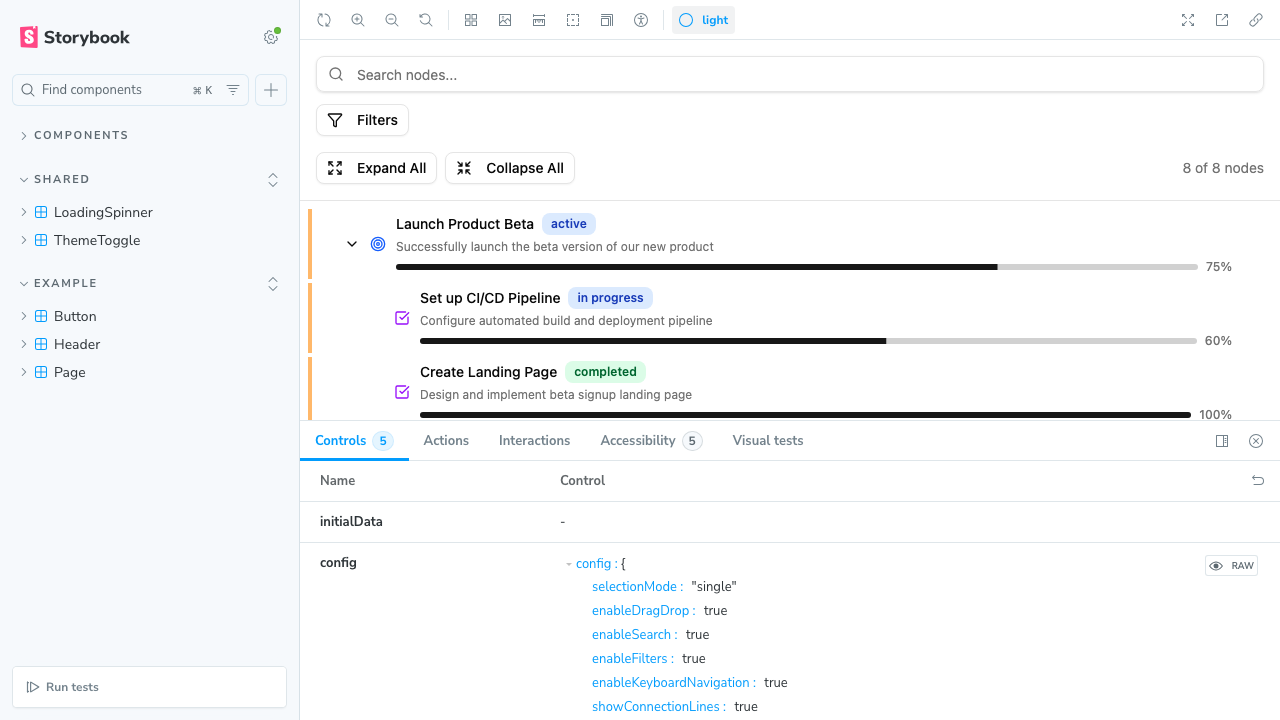 Storybook
Find components
⌘ K
COMPONENTS
SHARED
LoadingSpinner
ThemeToggle
EXAMPLE
Button
Header
Page
Run tests
light
Search nodes...
Filters
Expand All
Collapse All
8 of 8 nodes
Launch Product Beta active
Successfully launch the beta version of our new product
75%
Set up CI/CD Pipeline in progress
Configure automated build and deployment pipeline
60%
Create Landing Page completed
Design and implement beta signup landing page
100%
Controls 5 Actions Interactions Accessibility 5 Visual tests
Name Control
initialData -
config config : {
RAW
selectionMode : "single"
enableDragDrop : true
enableSearch : true
enableFilters : true
enableKeyboardNavigation : true
showConnectionLines : true